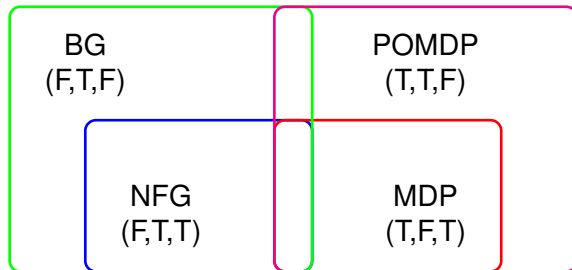 BG
(F,T,F)
POMDP
(T,T,F)
NFG
(F,T,T)
MDP
(T,F,T)